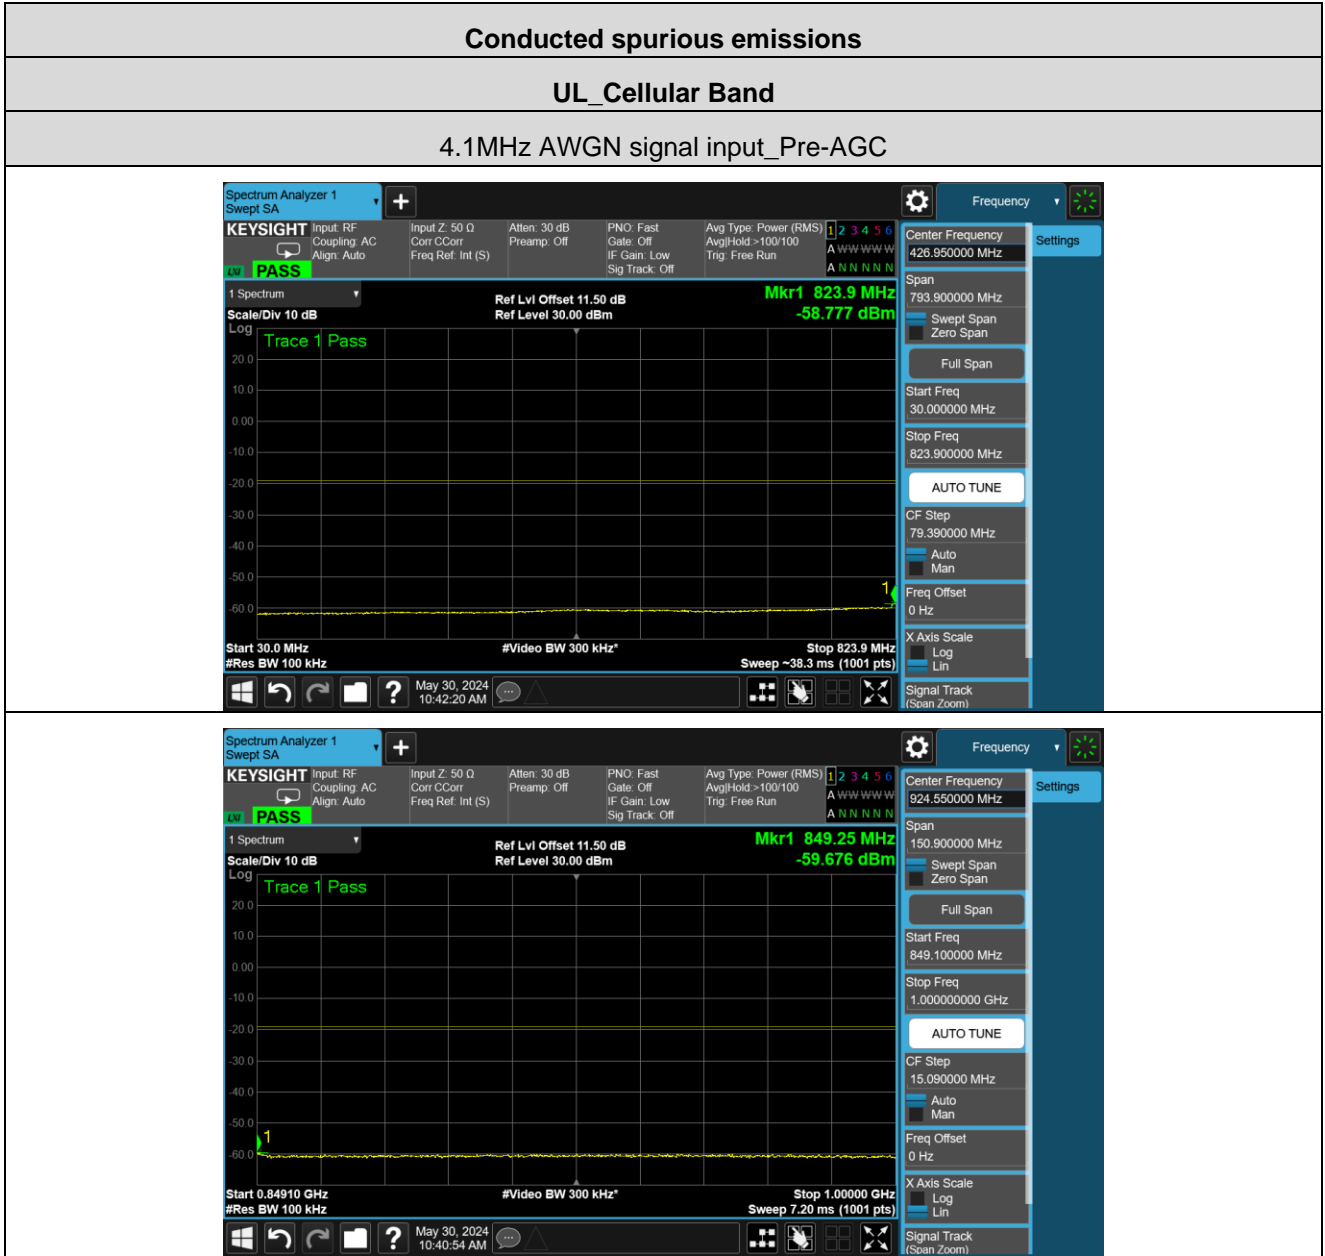 Conducted spurious emissions
UL_Cellular Band
4.1MHz AWGN signal input_Pre-AGC
Spectrum Analyzer 1
Swept SA
+
Frequency
KEYSIGHT
Input: RF
Coupling: AC
Align: Auto
Input Z: 50 Ω
Corr CCorr
Freq Ref: Int (S)
Atten: 30 dB
Preamp: Off
PNO: Fast
Gate: Off
IF Gain: Low
Sig Track: Off
Avg Type: Power (RMS)
Avg|Hold:>100/100
Trig: Free Run
1 2 3 4 5 6
A W W W W W
A N N N N N
LXI PASS
1 Spectrum
Scale/Div 10 dB
Ref Lvl Offset 11.50 dB
Ref Level 30.00 dBm
Mkr1 823.9 MHz
-58.777 dBm
Log
Trace 1 Pass
20.0
10.0
0.00
-10.0
-20.0
-30.0
-40.0
-50.0
-60.0
1
Start 30.0 MHz
#Res BW 100 kHz
#Video BW 300 kHz*
Stop 823.9 MHz
Sweep ~38.3 ms (1001 pts)
?
May 30, 2024
10:42:20 AM
Center Frequency
426.950000 MHz
Settings
Span
793.900000 MHz
Swept Span
Zero Span
Full Span
Start Freq
30.000000 MHz
Stop Freq
823.900000 MHz
AUTO TUNE
CF Step
79.390000 MHz
Auto
Man
Freq Offset
0 Hz
X Axis Scale
Log
Lin
Signal Track
(Span Zoom)
Spectrum Analyzer 1
Swept SA
+
Frequency
KEYSIGHT
Input: RF
Coupling: AC
Align: Auto
Input Z: 50 Ω
Corr CCorr
Freq Ref: Int (S)
Atten: 30 dB
Preamp: Off
PNO: Fast
Gate: Off
IF Gain: Low
Sig Track: Off
Avg Type: Power (RMS)
Avg|Hold:>100/100
Trig: Free Run
1 2 3 4 5 6
A W W W W W
A N N N N N
LXI PASS
1 Spectrum
Scale/Div 10 dB
Ref Lvl Offset 11.50 dB
Ref Level 30.00 dBm
Mkr1 849.25 MHz
-59.676 dBm
Log
Trace 1 Pass
20.0
10.0
0.00
-10.0
-20.0
-30.0
-40.0
-50.0
-60.0
1
Start 0.84910 GHz
#Res BW 100 kHz
#Video BW 300 kHz*
Stop 1.00000 GHz
Sweep 7.20 ms (1001 pts)
?
May 30, 2024
10:40:54 AM
Center Frequency
924.550000 MHz
Settings
Span
150.900000 MHz
Swept Span
Zero Span
Full Span
Start Freq
849.100000 MHz
Stop Freq
1.000000000 GHz
AUTO TUNE
CF Step
15.090000 MHz
Auto
Man
Freq Offset
0 Hz
X Axis Scale
Log
Lin
Signal Track
(Span Zoom)